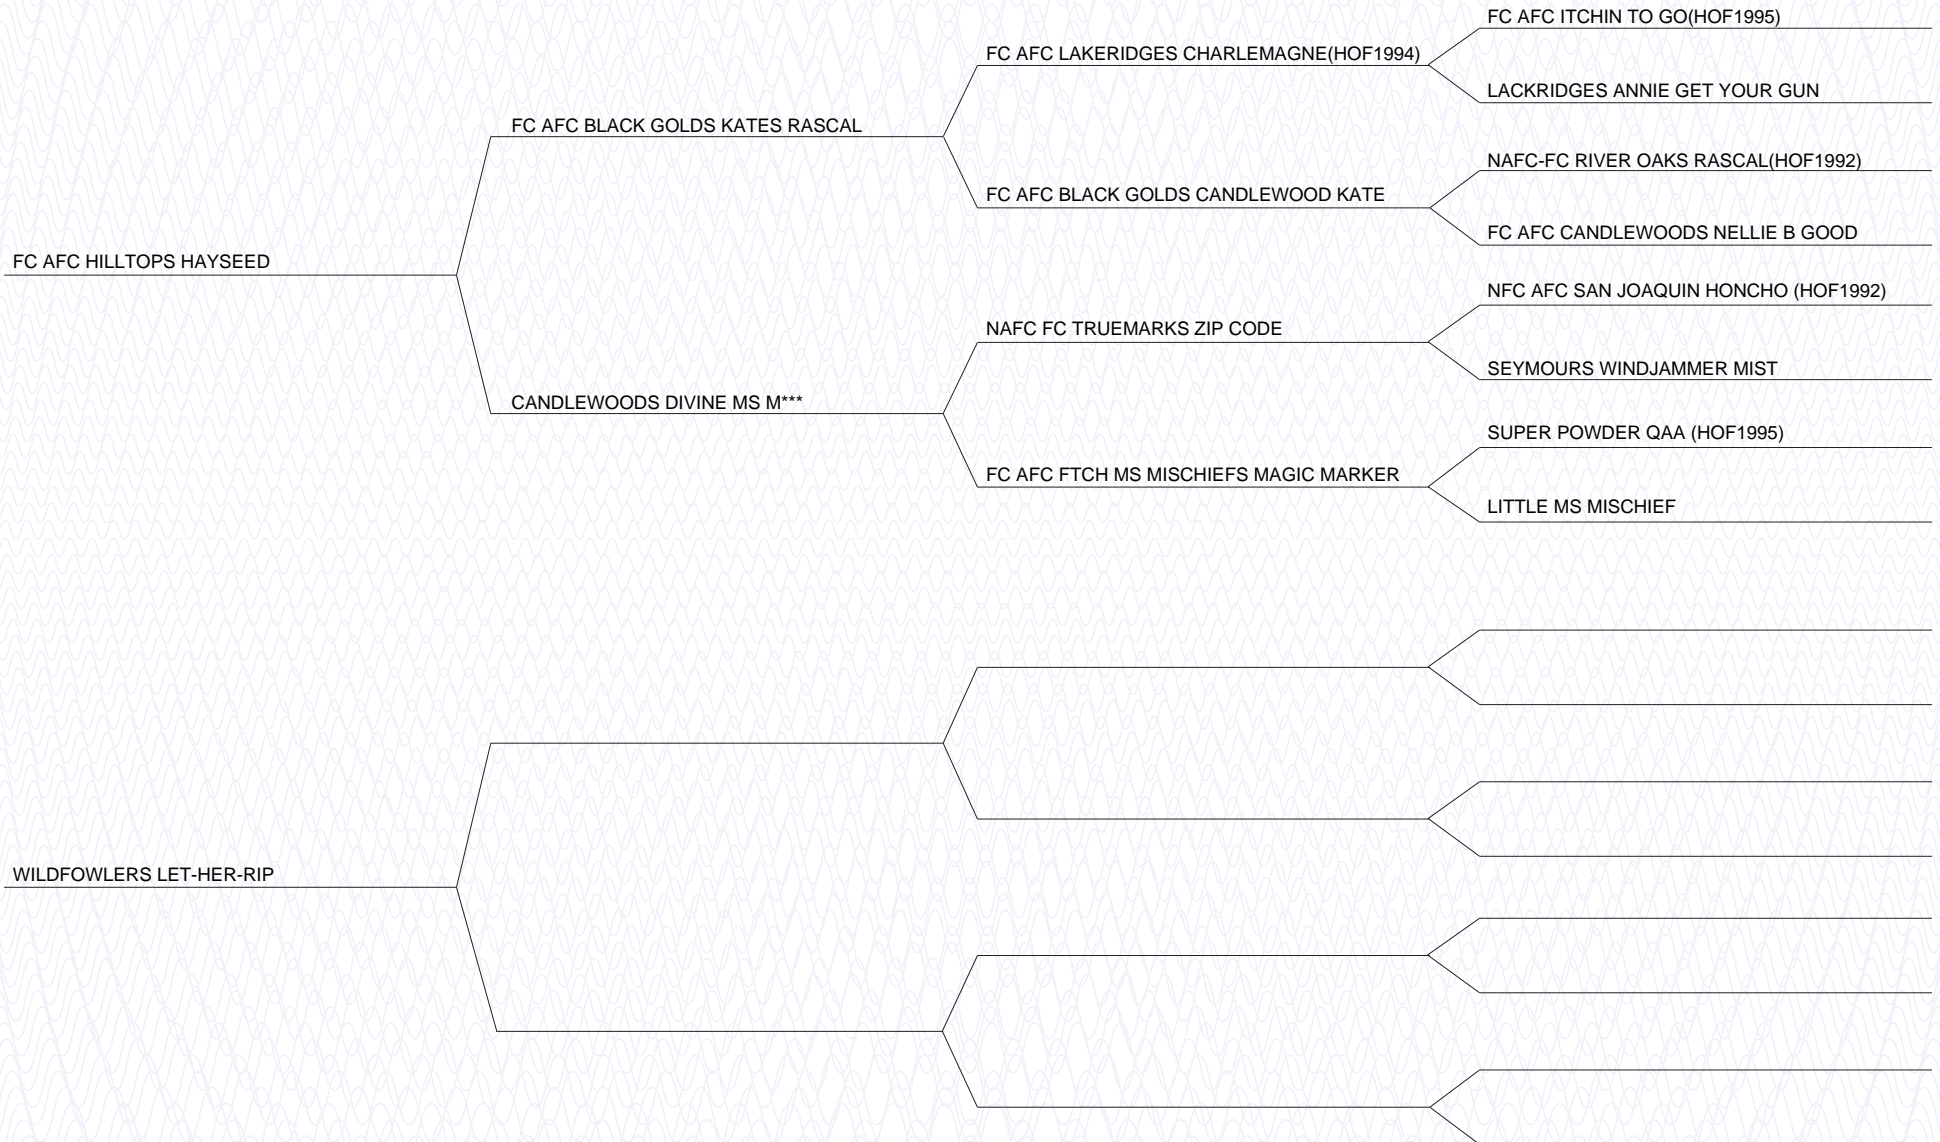 FC AFC ITCHIN TO GO(HOF1995)
FC AFC LAKERIDGES CHARLEMAGNE(HOF1994)
LACKRIDGES ANNIE GET YOUR GUN
FC AFC BLACK GOLDS KATES RASCAL
NAFC-FC RIVER OAKS RASCAL(HOF1992)
FC AFC BLACK GOLDS CANDLEWOOD KATE
FC AFC CANDLEWOODS NELLIE B GOOD
FC AFC HILLTOPS HAYSEED
NFC AFC SAN JOAQUIN HONCHO (HOF1992)
NAFC FC TRUEMARKS ZIP CODE
SEYMOURS WINDJAMMER MIST
CANDLEWOODS DIVINE MS M***
SUPER POWDER QAA (HOF1995)
FC AFC FTCH MS MISCHIEFS MAGIC MARKER
LITTLE MS MISCHIEF
WILDFOWLERS LET-HER-RIP